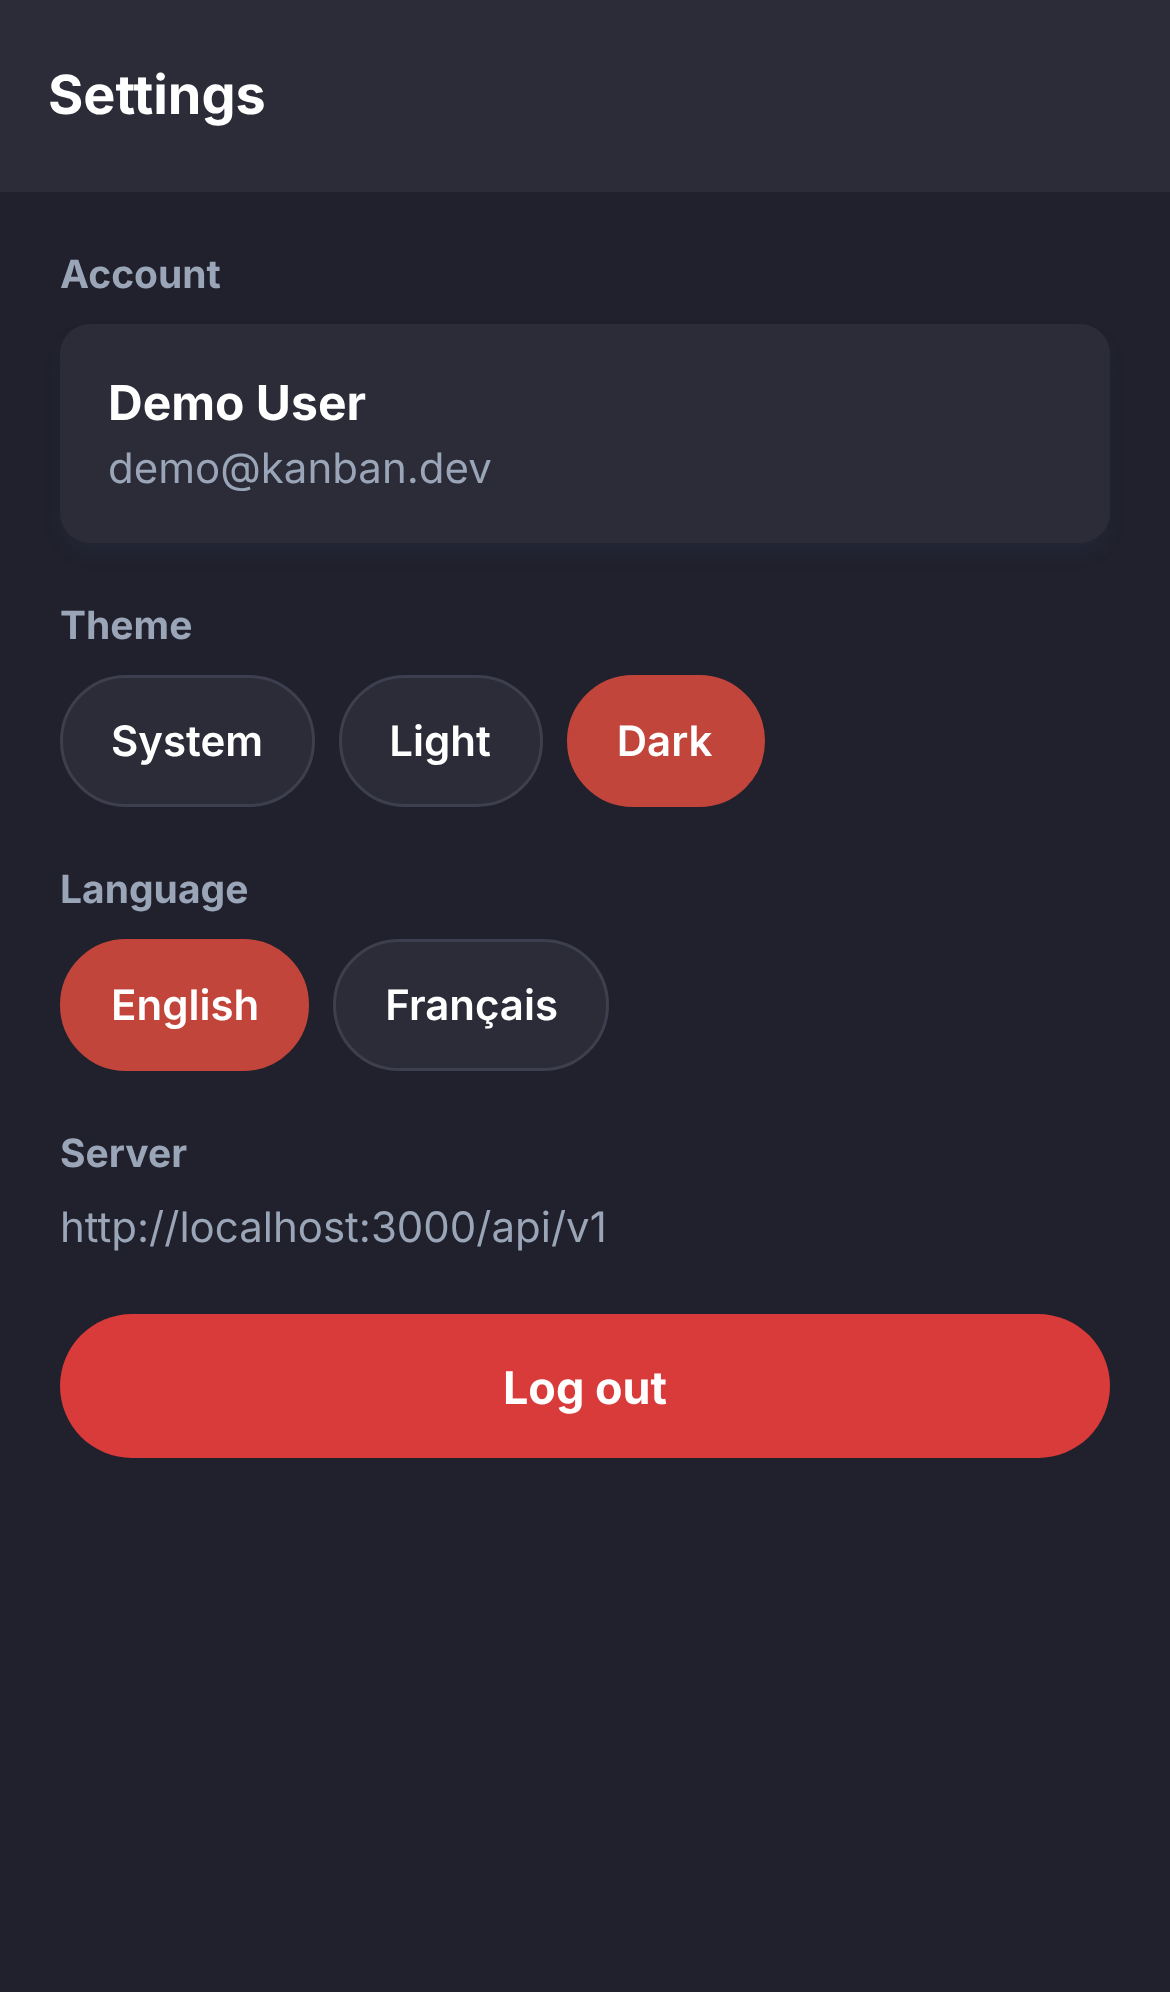 Settings
Account
Demo User
demo@kanban.dev
Theme
System Light Dark
Language
English Français
Server
http://localhost:3000/api/v1
Log out